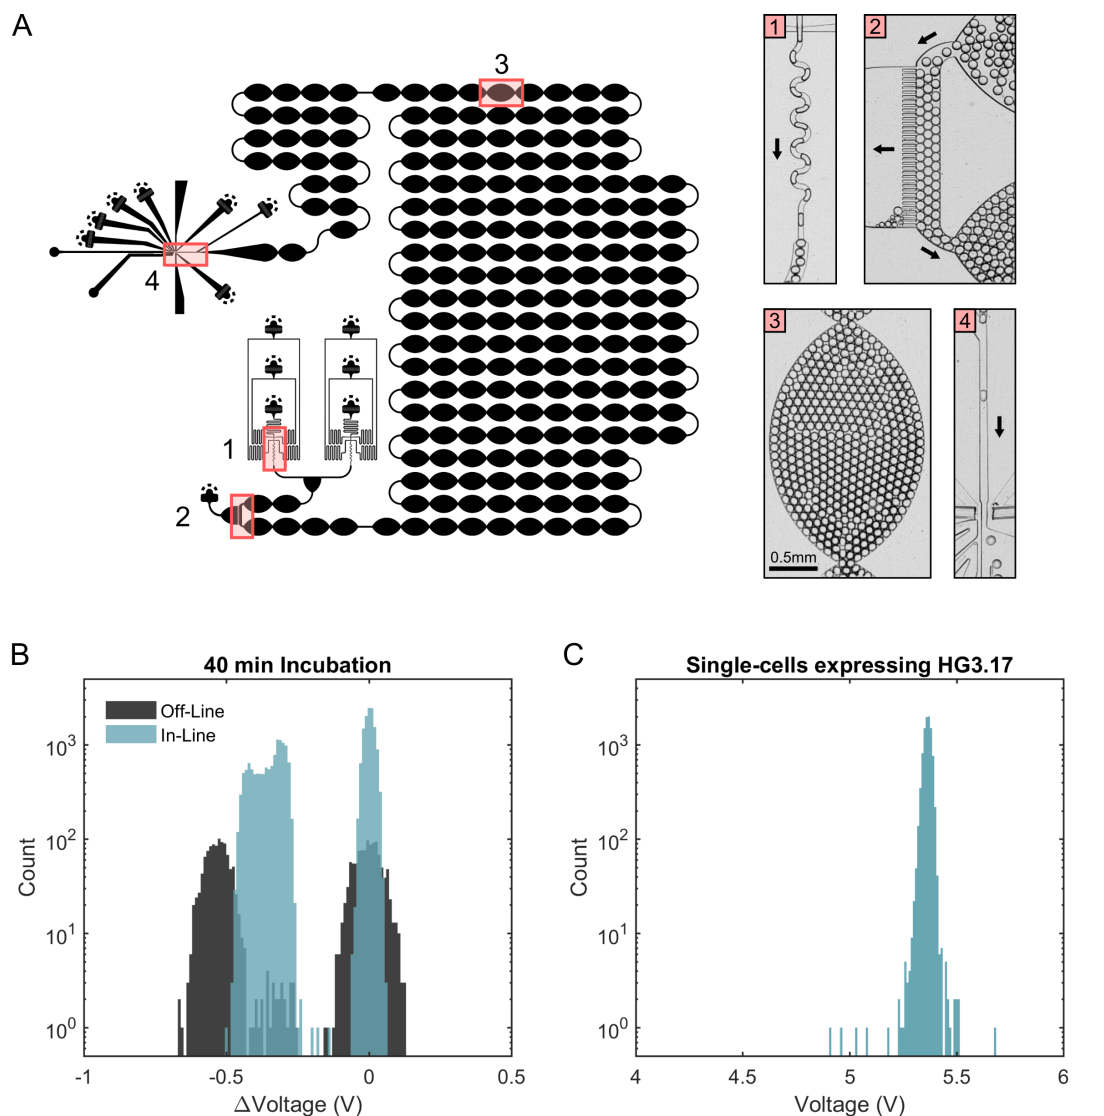 A
3
4
1
2
1
2
3
0.5mm
4
B
40 min Incubation
Off-Line
In-Line
10³
10²
10¹
10⁰
Count
-1
-0.5
0
0.5
ΔVoltage (V)
C
Single-cells expressing HG3.17
10³
10²
10¹
10⁰
Count
4
4.5
5
5.5
6
Voltage (V)